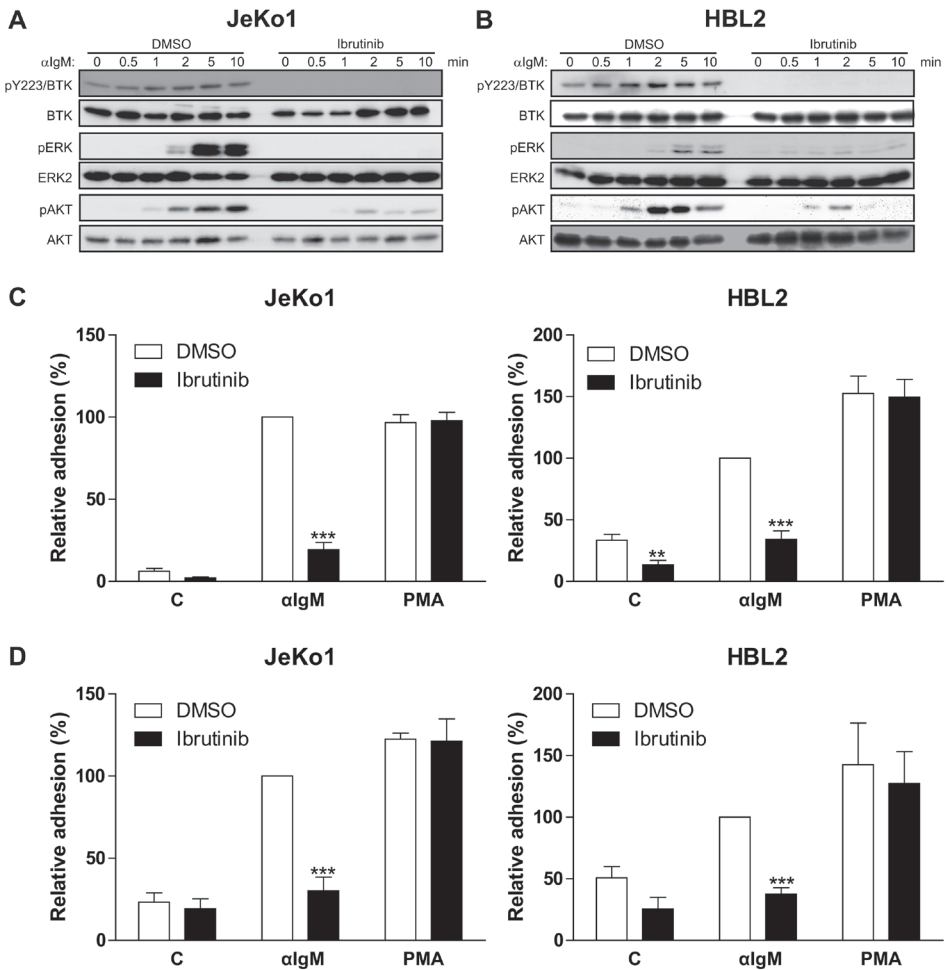 A JeKo1
DMSO Ibrutinib
αIgM: 0 0.5 1 2 5 10 0 0.5 1 2 5 10 min
pY223/BTK
BTK
pERK
ERK2
pAKT
AKT
B HBL2
DMSO Ibrutinib
αIgM: 0 0.5 1 2 5 10 0 0.5 1 2 5 10 min
pY223/BTK
BTK
pERK
ERK2
pAKT
AKT
C JeKo1
Relative adhesion (%)
150
100
50
0
DMSO
Ibrutinib
***
C αIgM PMA
HBL2
Relative adhesion (%)
200
150
100
50
0
DMSO
Ibrutinib
** ***
C αIgM PMA
D JeKo1
Relative adhesion (%)
150
100
50
0
DMSO
Ibrutinib
***
C αIgM PMA
HBL2
Relative adhesion (%)
200
150
100
50
0
DMSO
Ibrutinib
***
C αIgM PMA